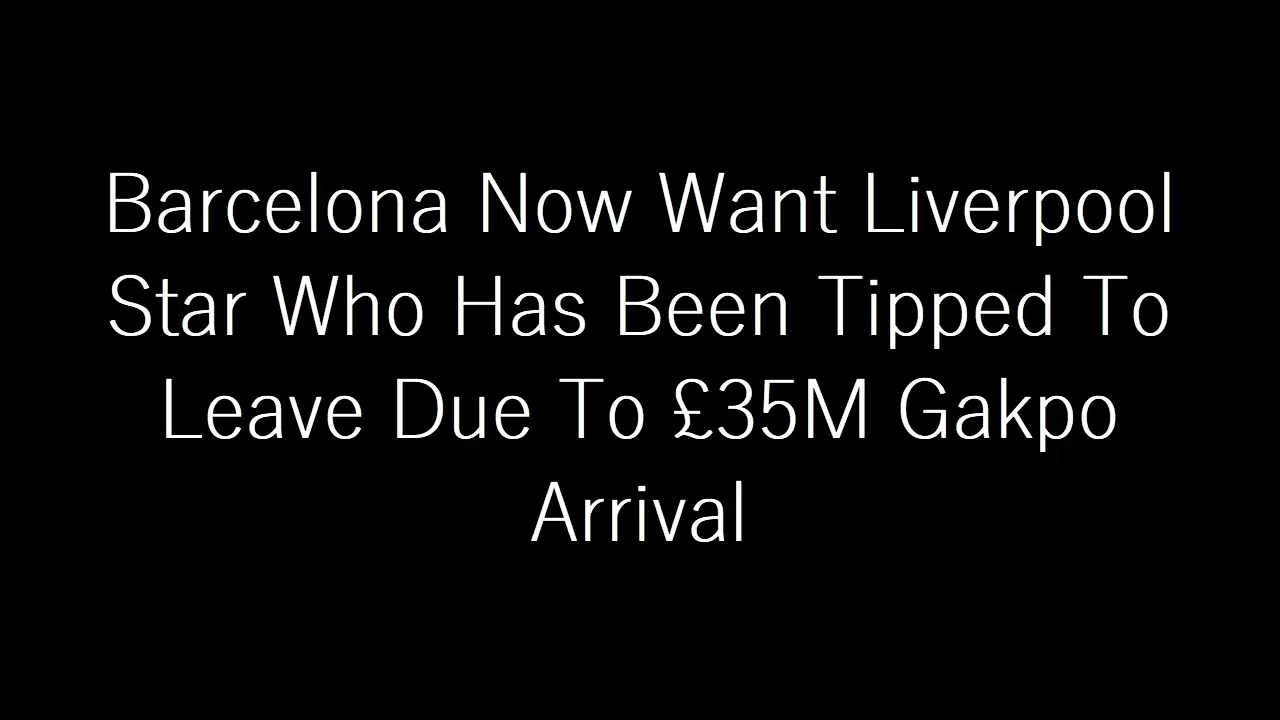 Barcelona Now Want Liverpool
Star Who Has Been Tipped To
Leave Due To £35M Gakpo
Arrival